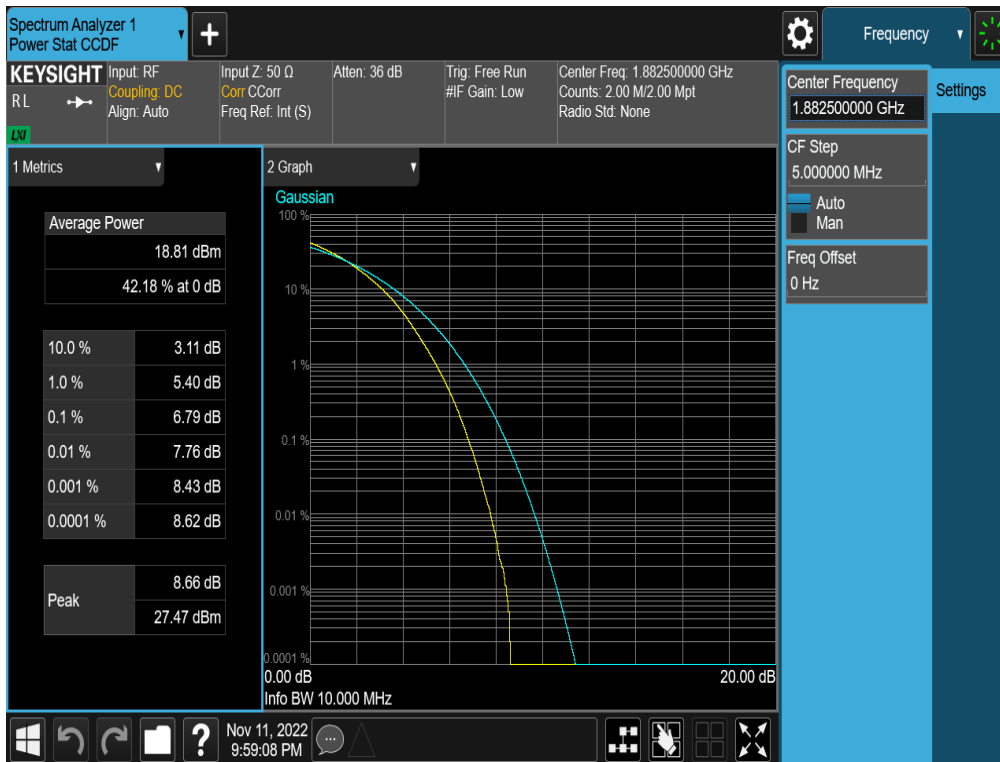 Spectrum Analyzer 1
Power Stat CCDF
Frequency
KEYSIGHT
RL
LXI
Input: RF
Coupling: DC
Align: Auto
Input Z: 50 Ω
Corr CCorr
Freq Ref: Int (S)
Atten: 36 dB
Trig: Free Run
#IF Gain: Low
Center Freq: 1.882500000 GHz
Counts: 2.00 M/2.00 Mpt
Radio Std: None
Center Frequency
1.882500000 GHz
Settings
CF Step
5.000000 MHz
Auto
Man
Freq Offset
0 Hz
1 Metrics
Average Power
18.81 dBm
42.18 % at 0 dB
10.0 % 3.11 dB
1.0 % 5.40 dB
0.1 % 6.79 dB
0.01 % 7.76 dB
0.001 % 8.43 dB
0.0001 % 8.62 dB
Peak
8.66 dB
27.47 dBm
2 Graph
Gaussian
100 %
10 %
1 %
0.1 %
0.01 %
0.001 %
0.0001 %
0.00 dB 20.00 dB
Info BW 10.000 MHz
?
Nov 11, 2022
9:59:08 PM